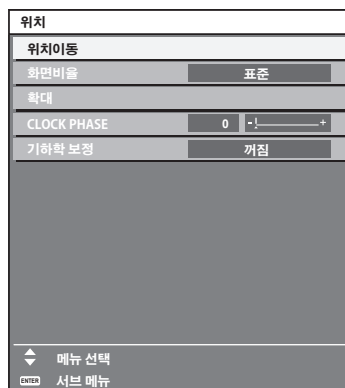 위치
위치이동
화면비율 표준
확대
CLOCK PHASE 0 - +
기하학 보정 꺼짐
메뉴 선택
ENTER 서브 메뉴